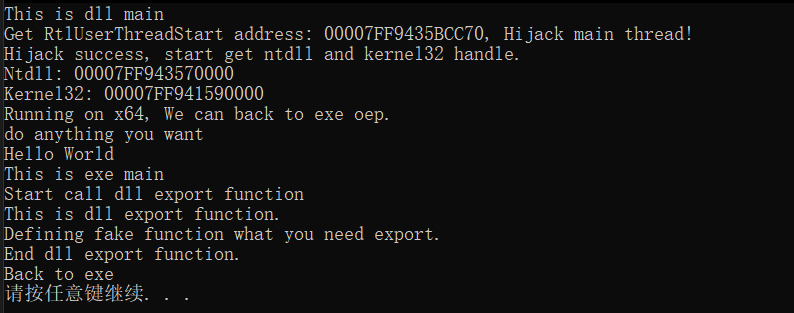 This is dll main
Get RtlUserThreadStart address: 00007FF9435BCC70, Hijack main thread!
Hijack success, start get ntdll and kernel32 handle.
Ntdll: 00007FF943570000
Kernel32: 00007FF941590000
Running on x64, We can back to exe oep.
do anything you want
Hello World
This is exe main
Start call dll export function
This is dll export function.
Defining fake function what you need export.
End dll export function.
Back to exe
请按任意键继续. . .